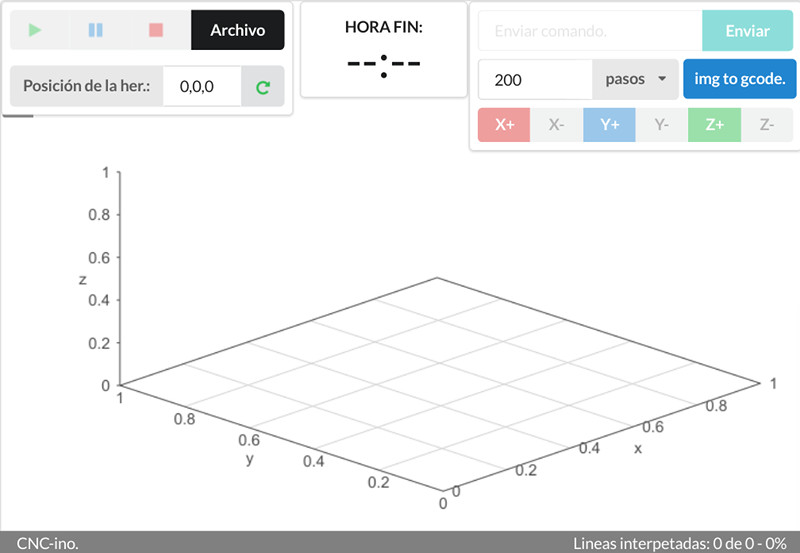 Archivo
Posición de la her.: 0,0,0
HORA FIN:
--:--
Enviar comando. Enviar
200 pasos img to gcode.
X+ X- Y+ Y- Z+ Z-
1
0.8
0.6
z
0.4
0.2
0
1
0.8
0.6
y
0.4
0.2
0
0
0.2
0.4
x
0.6
0.8
1
CNC-ino. Lineas interpetadas: 0 de 0 - 0%